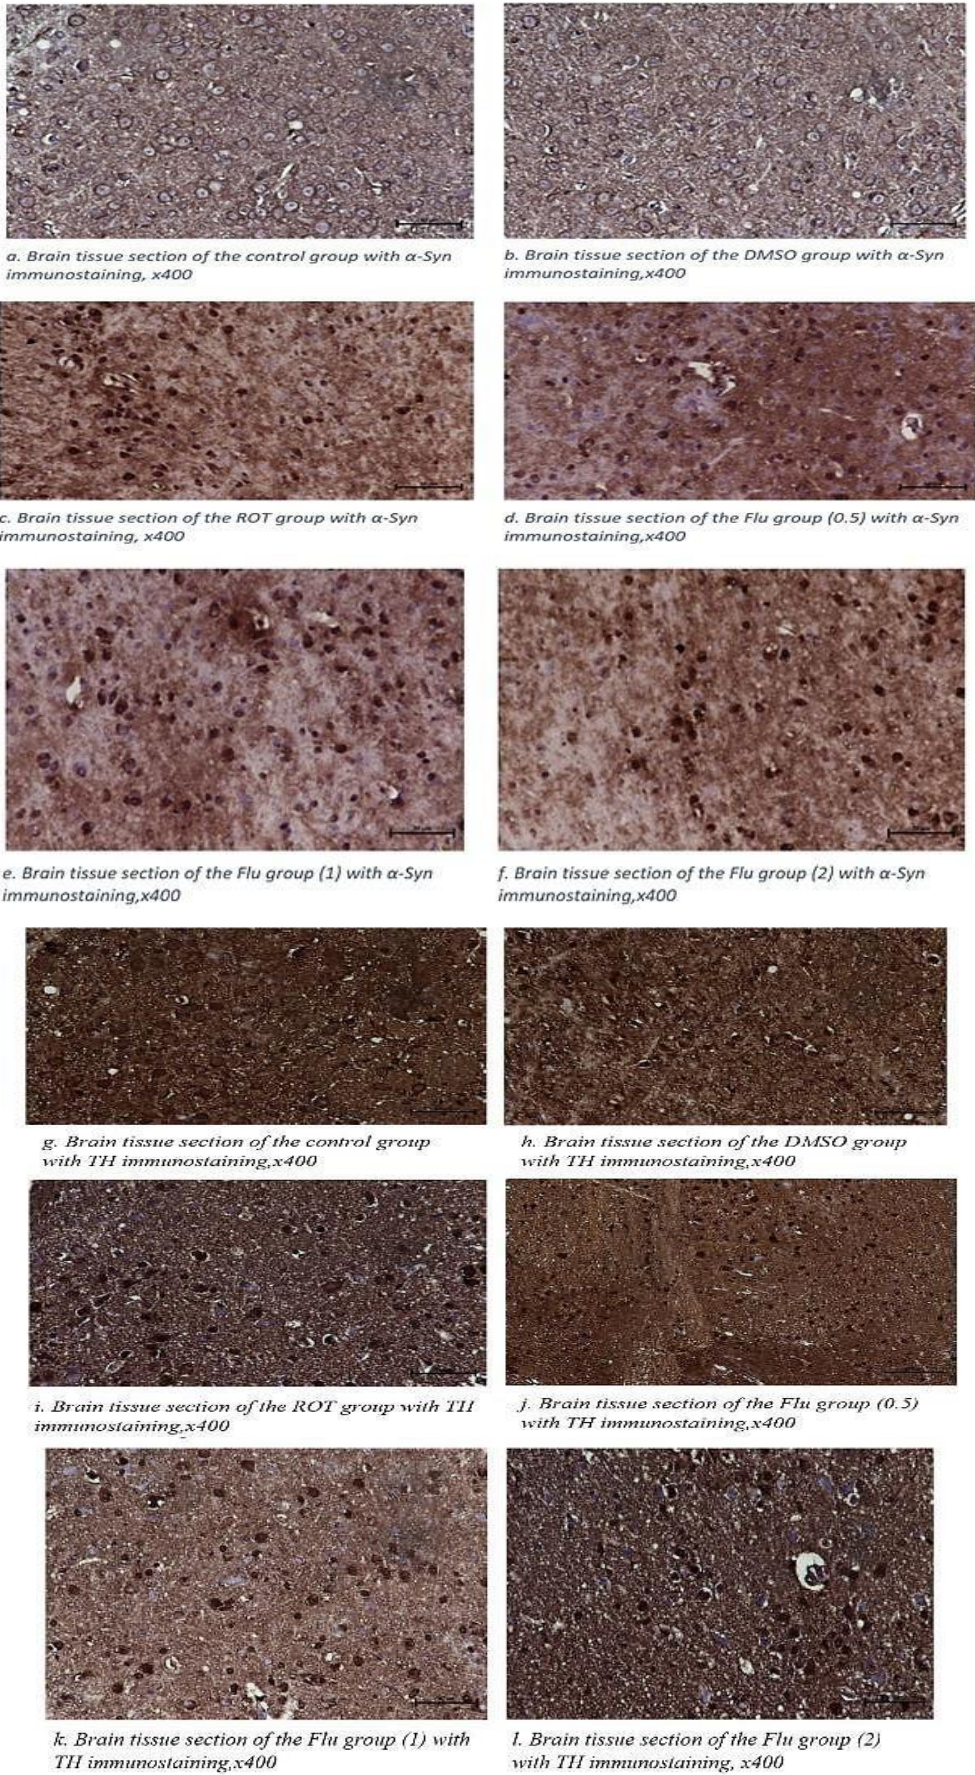 a. Brain tissue section of the control group with α-Syn
immunostaining, x400
b. Brain tissue section of the DMSO group with α-Syn
immunostaining,x400
c. Brain tissue section of the ROT group with α-Syn
immunostaining, x400
d. Brain tissue section of the Flu group (0.5) with α-Syn
immunostaining,x400
e. Brain tissue section of the Flu group (1) with α-Syn
immunostaining,x400
f. Brain tissue section of the Flu group (2) with α-Syn
immunostaining,x400
g. Brain tissue section of the control group
with TH immunostaining,x400
h. Brain tissue section of the DMSO group
with TH immunostaining,x400
i. Brain tissue section of the ROT group with TH
immunostaining,x400
j. Brain tissue section of the Flu group (0.5)
with TH immunostaining,x400
k. Brain tissue section of the Flu group (1) with
TH immunostaining,x400
l. Brain tissue section of the Flu group (2)
with TH immunostaining, x400